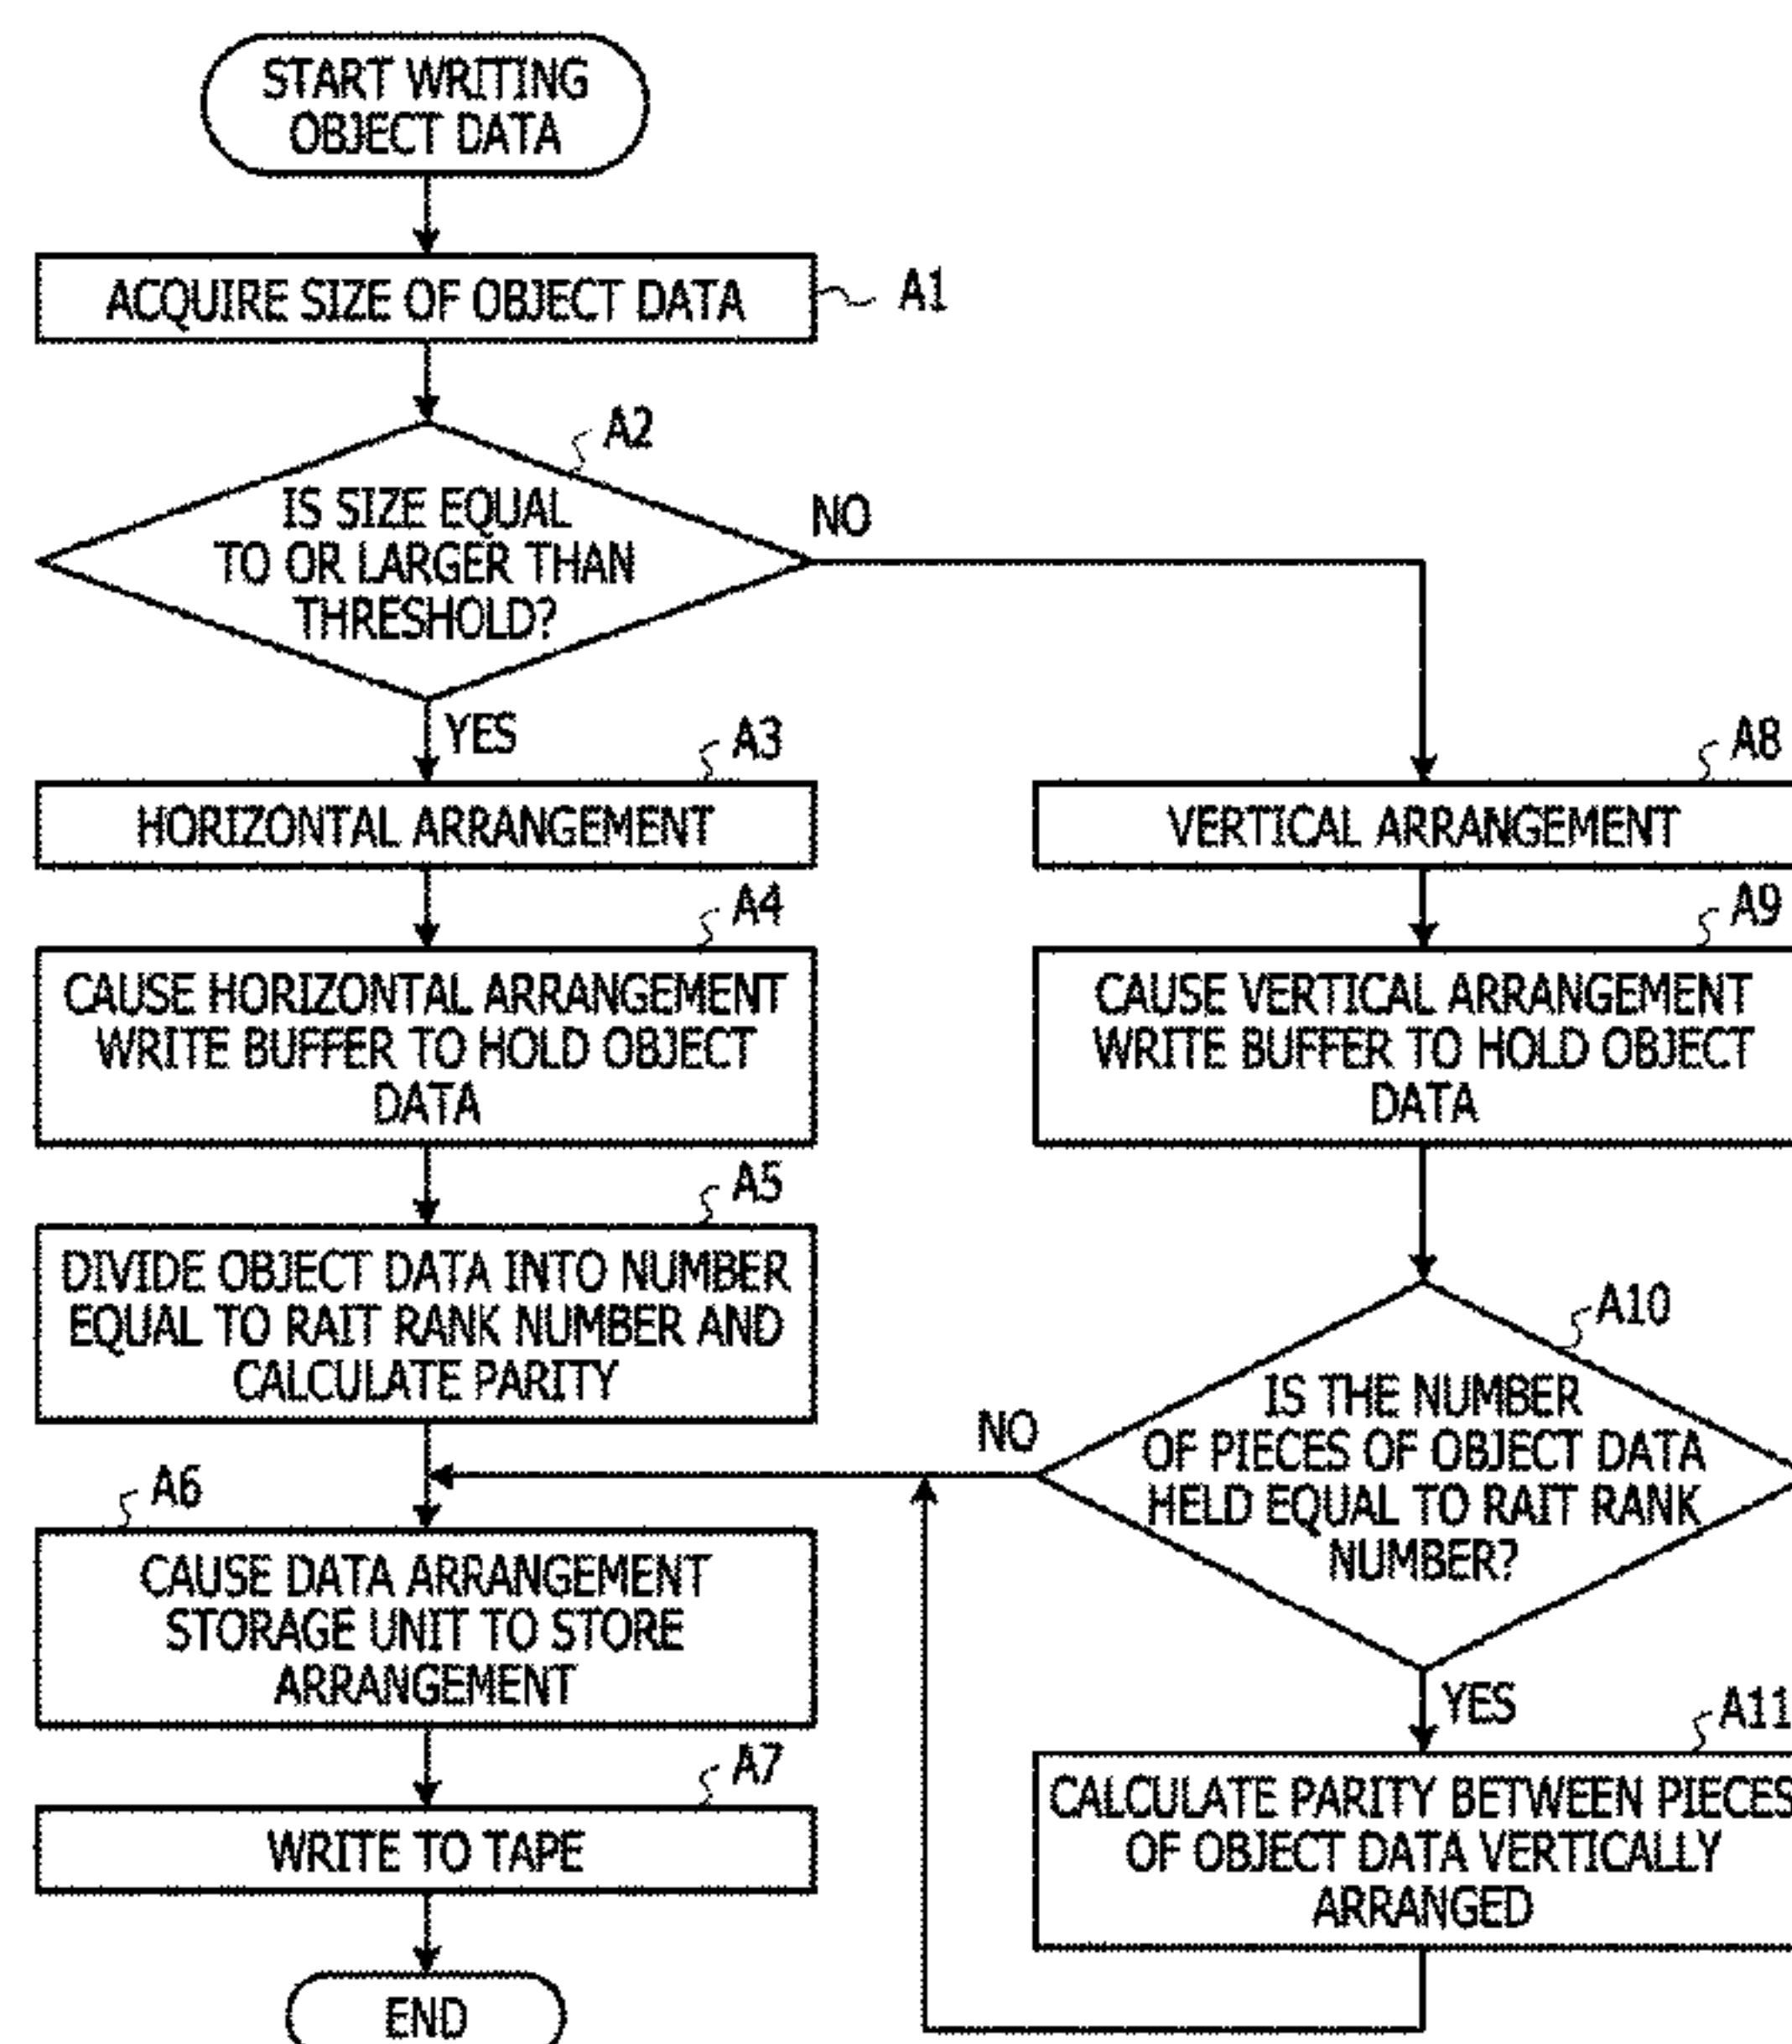 START WRITING
OBJECT DATA
ACQUIRE SIZE OF OBJECT DATA
A1
A2
IS SIZE EQUAL
TO OR LARGER THAN
THRESHOLD?
NO
YES
A3
HORIZONTAL ARRANGEMENT
A4
CAUSE HORIZONTAL ARRANGEMENT
WRITE BUFFER TO HOLD OBJECT
DATA
A5
DIVIDE OBJECT DATA INTO NUMBER
EQUAL TO RAIT RANK NUMBER AND
CALCULATE PARITY
A6
CAUSE DATA ARRANGEMENT
STORAGE UNIT TO STORE
ARRANGEMENT
A7
WRITE TO TAPE
END
A8
VERTICAL ARRANGEMENT
A9
CAUSE VERTICAL ARRANGEMENT
WRITE BUFFER TO HOLD OBJECT
DATA
A10
IS THE NUMBER
OF PIECES OF OBJECT DATA
HELD EQUAL TO RAIT RANK
NUMBER?
NO
YES
A11
CALCULATE PARITY BETWEEN PIECES
OF OBJECT DATA VERTICALLY
ARRANGED